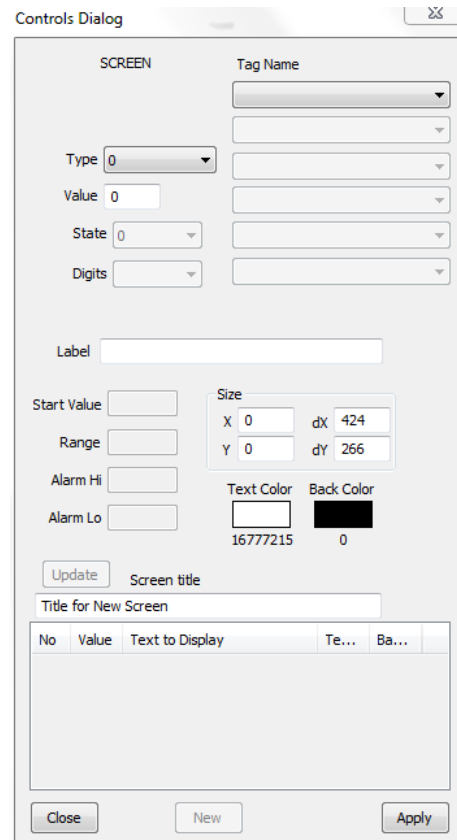 Controls Dialog
SCREEN Tag Name
Type 0
Value 0
State 0
Digits
Label
Start Value
Range
Alarm Hi
Alarm Lo
Size
X 0 dX 424
Y 0 dY 266
Text Color Back Color
16777215 0
Update Screen title
Title for New Screen
No Value Text to Display Te... Ba...
Close New Apply